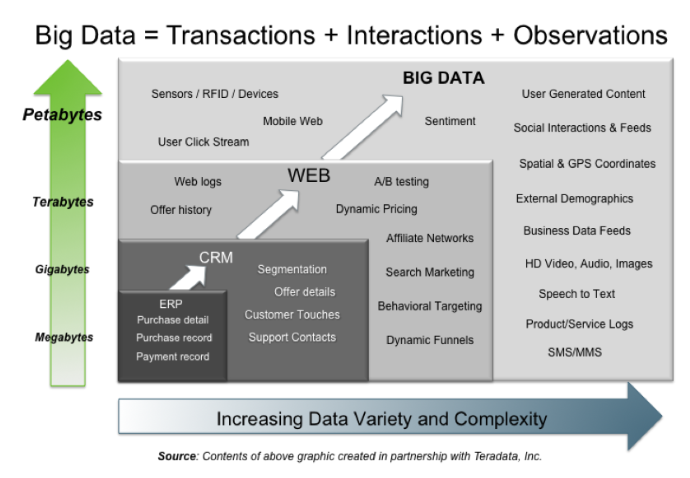 Big Data = Transactions + Interactions + Observations
BIG DATA
Sensors / RFID / Devices
User Generated Content
Petabytes
Mobile Web
Sentiment
Social Interactions & Feeds
User Click Stream
Spatial & GPS Coordinates
WEB
Web logs
A/B testing
External Demographics
Terabytes
Offer history
Dynamic Pricing
Business Data Feeds
Affiliate Networks
CRM
HD Video, Audio, Images
Gigabytes
Segmentation
Search Marketing
Offer details
Speech to Text
ERP
Behavioral Targeting
Purchase detail
Customer Touches
Product/Service Logs
Megabytes
Purchase record
Support Contacts
Dynamic Funnels
Payment record
SMS/MMS
Increasing Data Variety and Complexity
Source: Contents of above graphic created in partnership with Teradata, Inc.